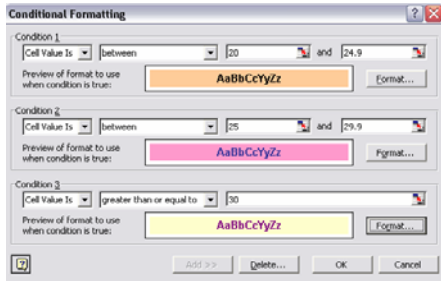 Conditional Formatting
Condition 1
Cell Value Is between 20 and 24.9
Preview of format to use
when condition is true:
AaBbCcYyZz
Format...
Condition 2
Cell Value Is between 25 and 29.9
Preview of format to use
when condition is true:
AaBbCcYyZz
Format...
Condition 3
Cell Value Is greater than or equal to 30
Preview of format to use
when condition is true:
AaBbCcYyZz
Format...
Add >> Delete... OK Cancel